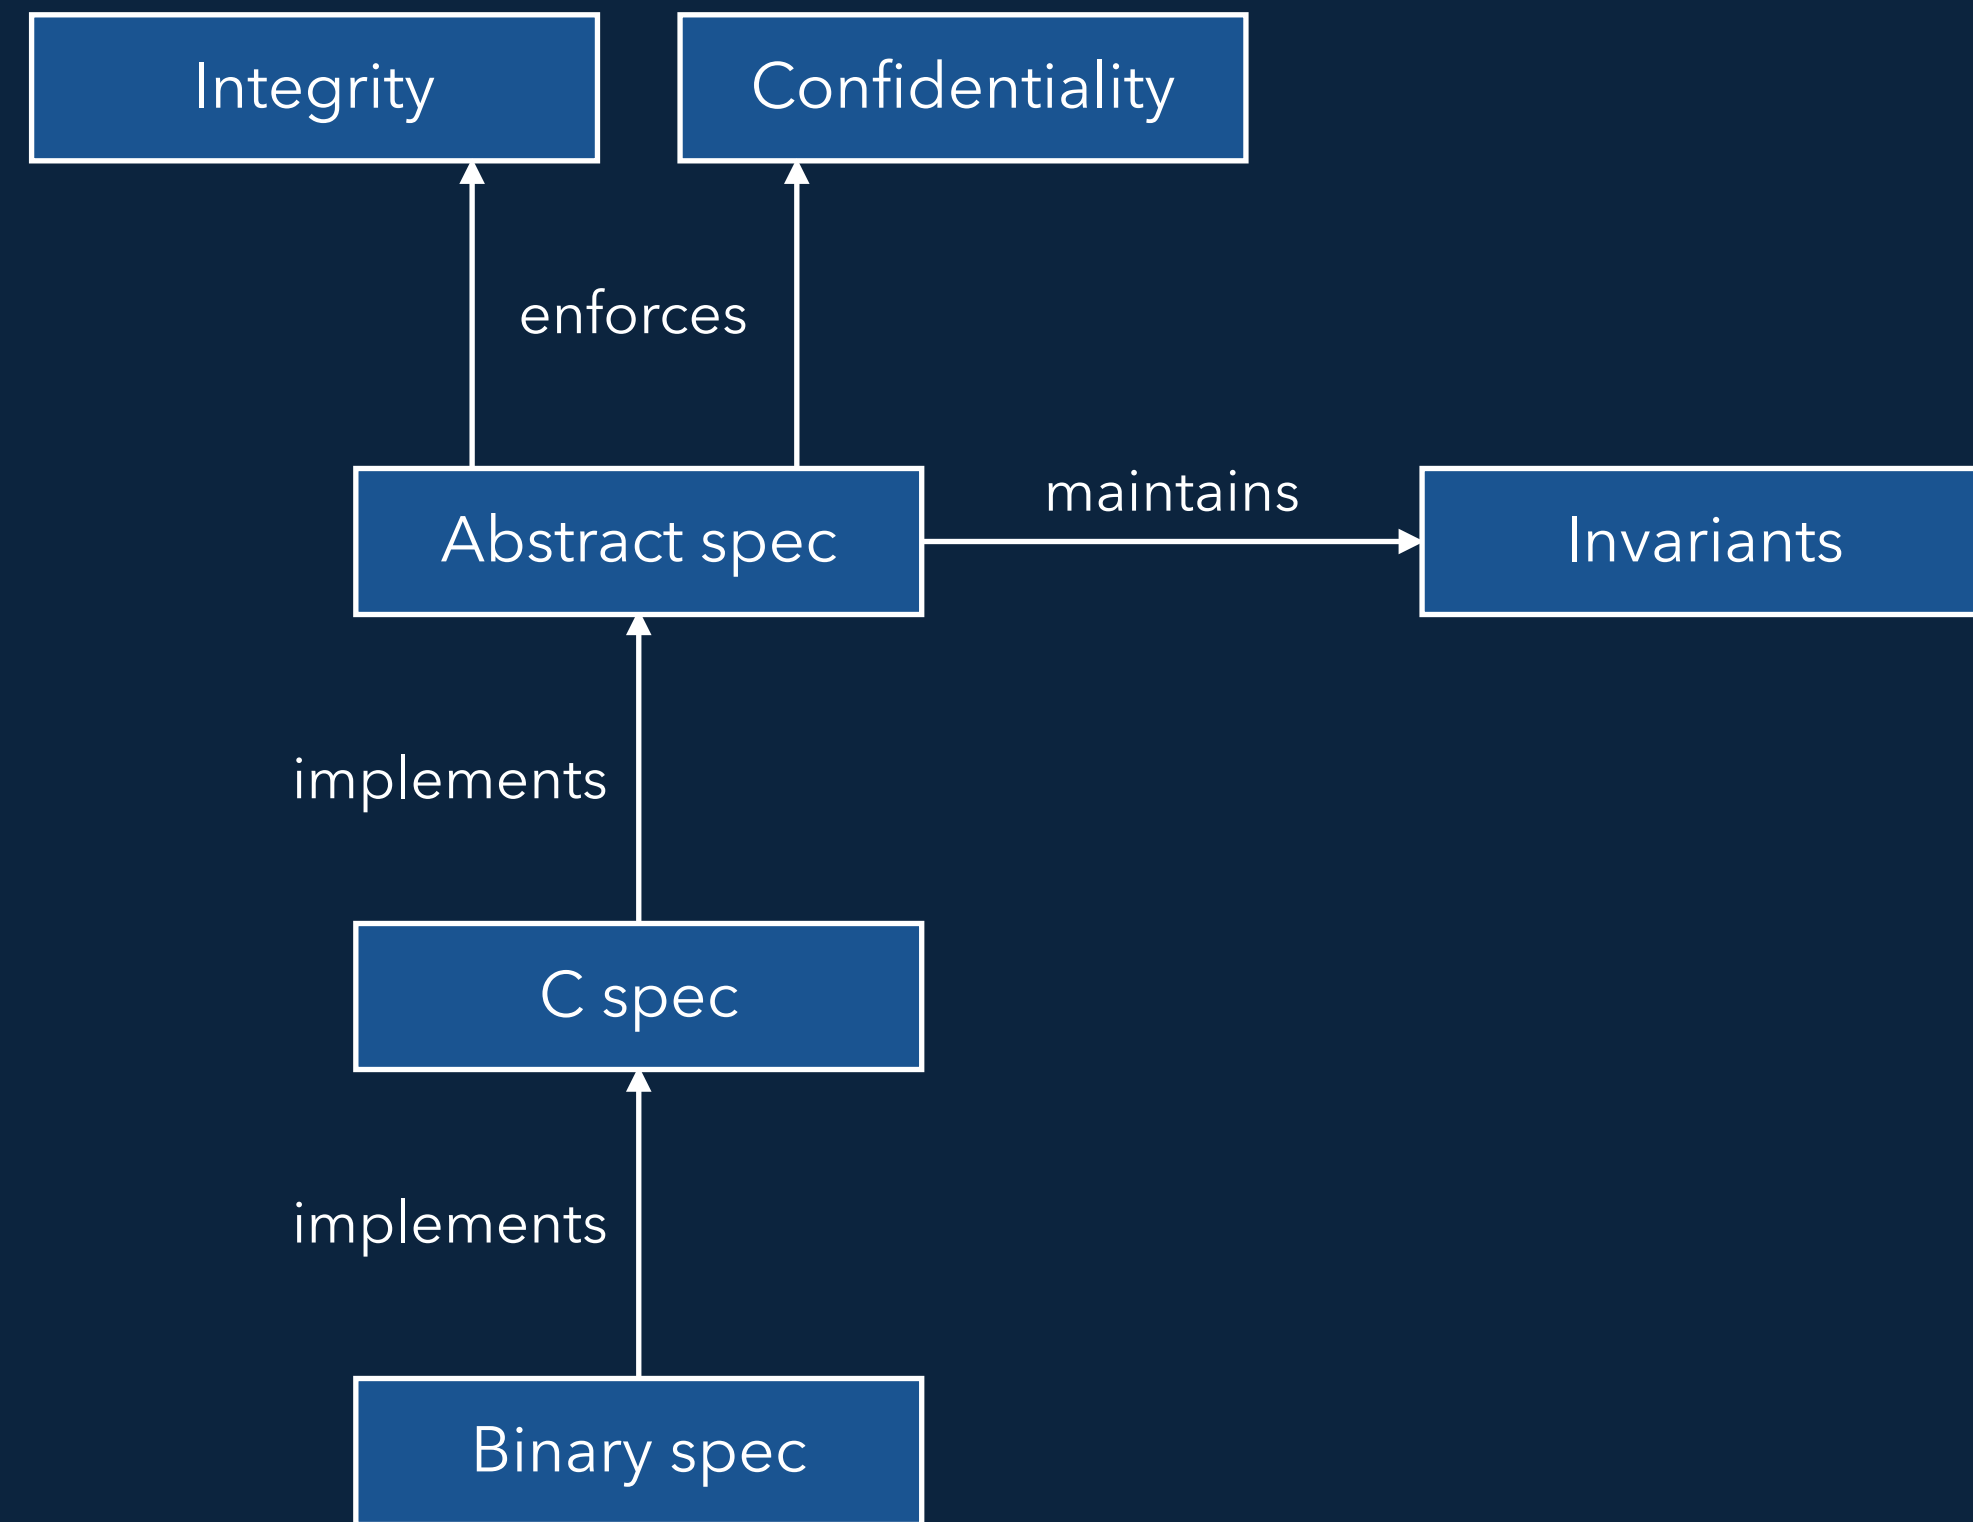 Integrity
Confidentiality
enforces
Abstract spec
maintains
Invariants
implements
C spec
implements
Binary spec